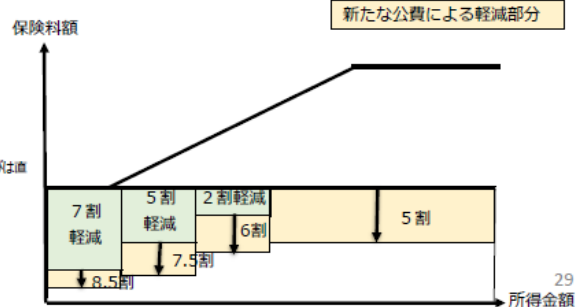 新たな公費による軽減部分
保険料額
は直
7割
軽減
5割
軽減
2割軽減
8.5割
7.5割
6割
5割
29
所得金額